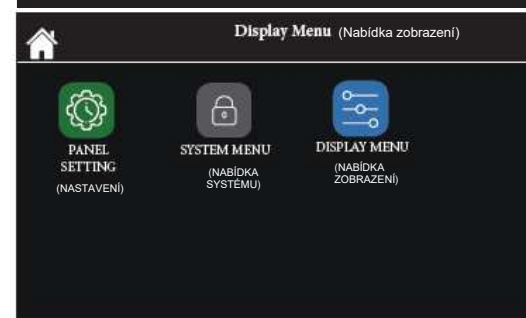 Display Menu (Nabídka zobrazení)
PANEL
SETTING
(NASTAVENÍ)
SYSTEM MENU
(NABÍDKA
SYSTÉMU)
DISPLAY MENU
(NABÍDKA
ZOBRAZENÍ)